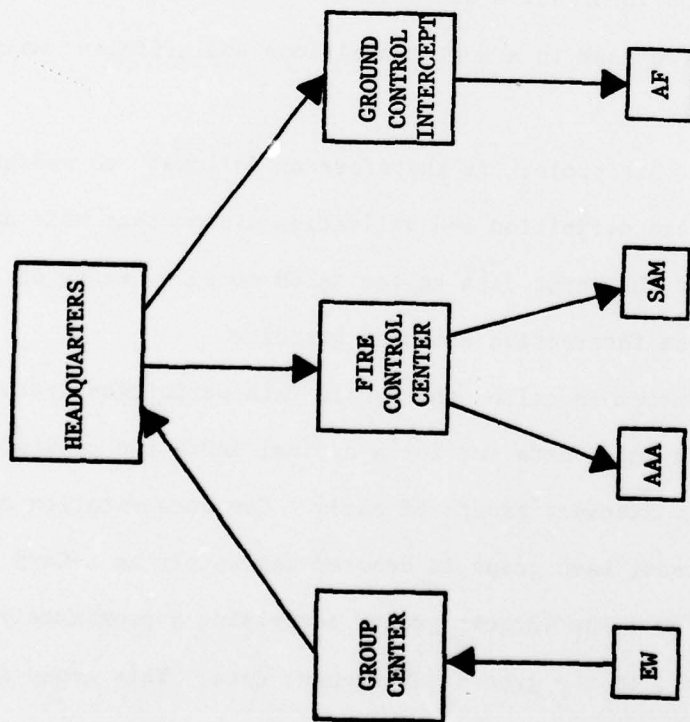 HEADQUARTERS
GROUP
CENTER
FIRE
CONTROL
CENTER
GROUND
CONTROL
INTERCEPT
EW
AAA
SAM
AF